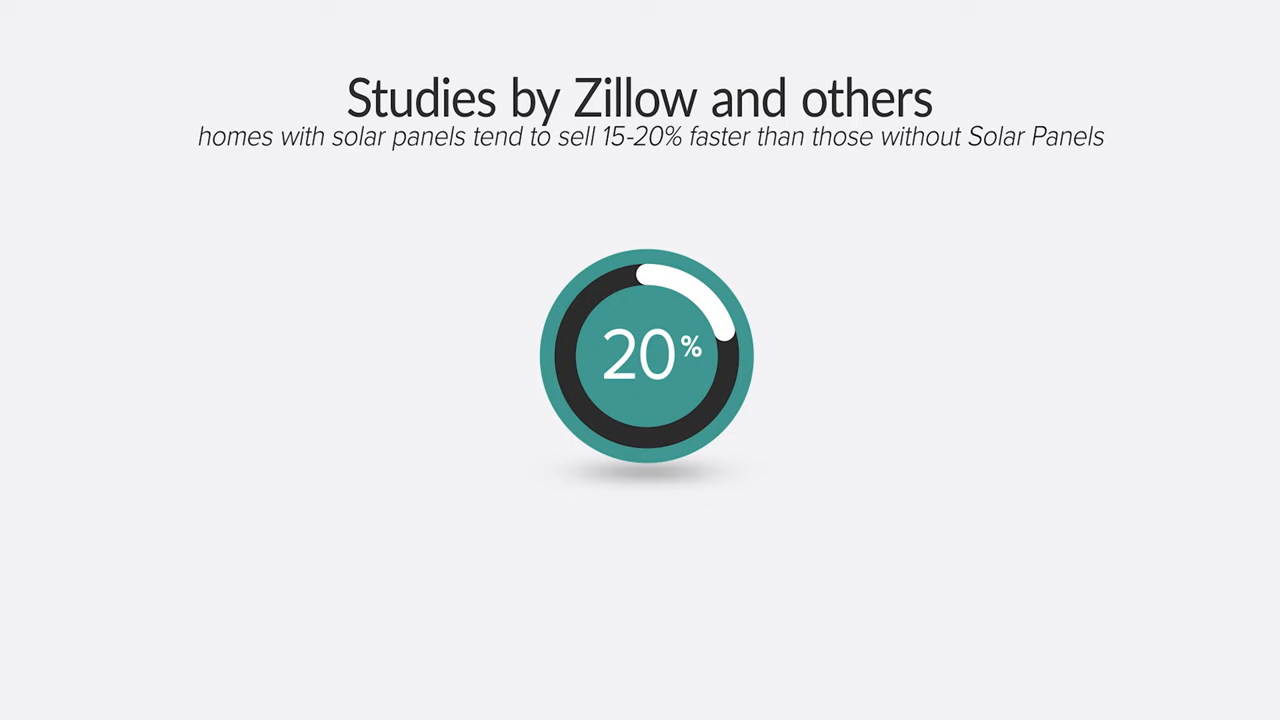 Studies by Zillow and others
homes with solar panels tend to sell 15-20% faster than those without Solar Panels
20%